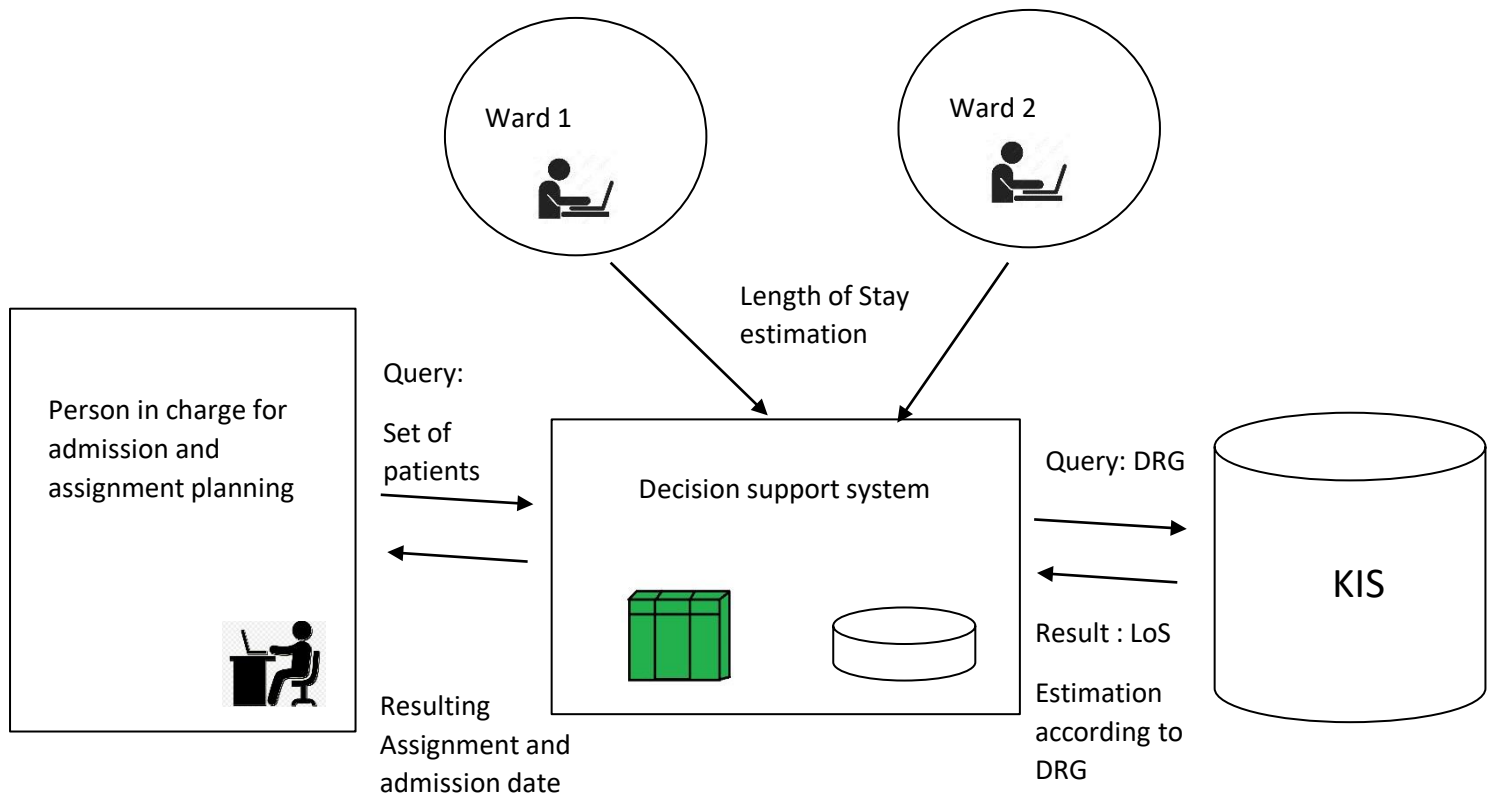 Ward 1
Ward 2
Length of Stay
estimation
Person in charge for
admission and
assignment planning
Query:
Set of
patients
Resulting
Assignment and
admission date
Decision support system
Query: DRG
Result : LoS
Estimation
according to
DRG
KIS